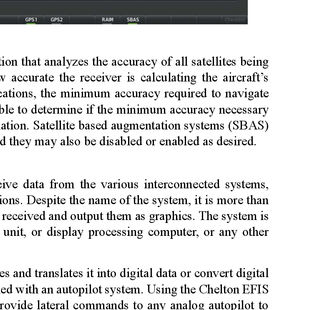 GPS1 GPS2 RAIM SBAS
tion that analyzes the accuracy of all satellites being
w accurate the receiver is calculating the aircraft's
cations, the minimum accuracy required to navigate
ble to determine if the minimum accuracy necessary
ation. Satellite based augmentation systems (SBAS)
d they may also be disabled or enabled as desired.
eive data from the various interconnected systems,
ions. Despite the name of the system, it is more than
received and output them as graphics. The system is
unit, or display processing computer, or any other
es and translates it into digital data or convert digital
ed with an autopilot system. Using the Chelton EFIS
rovide lateral commands to any analog autopilot to